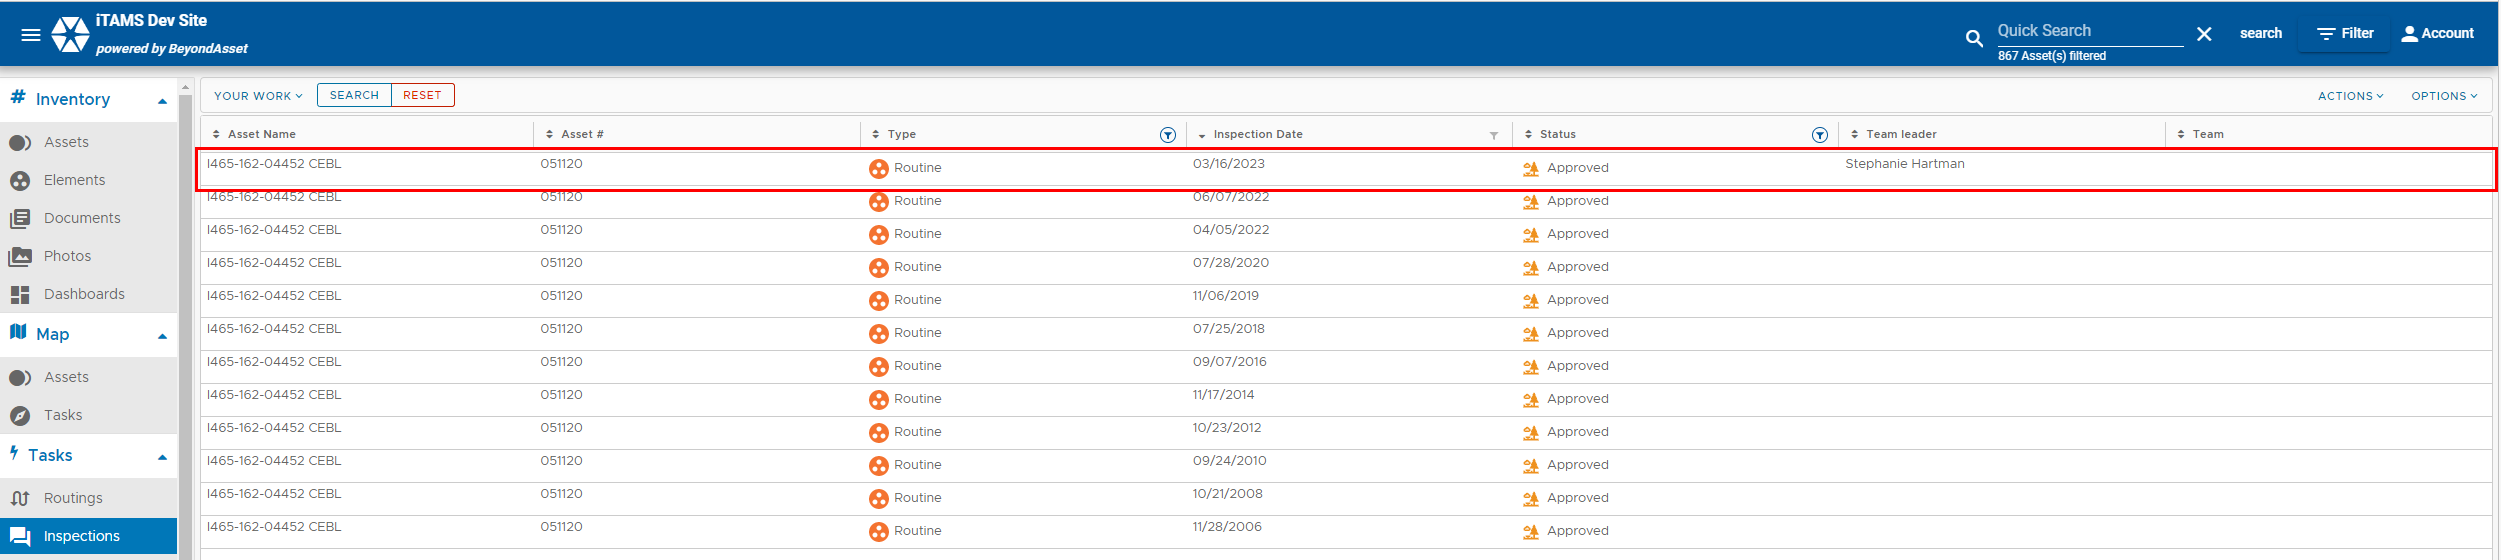 iTAMS Dev Site
powered by BeyondAsset
Quick Search
867 Asset(s) filtered
search
Filter
Account
Inventory
Assets
Elements
Documents
Photos
Dashboards
Map
Assets
Tasks
Tasks
Routings
Inspections
YOUR WORK SEARCH RESET ACTIONS OPTIONS
Asset Name Asset # Type Inspection Date Status Team leader Team
I465-162-04452 CEBL 051120 Routine 03/16/2023 Approved Stephanie Hartman
I465-162-04452 CEBL 051120 Routine 06/07/2022 Approved
I465-162-04452 CEBL 051120 Routine 04/05/2022 Approved
I465-162-04452 CEBL 051120 Routine 07/28/2020 Approved
I465-162-04452 CEBL 051120 Routine 11/06/2019 Approved
I465-162-04452 CEBL 051120 Routine 07/25/2018 Approved
I465-162-04452 CEBL 051120 Routine 09/07/2016 Approved
I465-162-04452 CEBL 051120 Routine 11/17/2014 Approved
I465-162-04452 CEBL 051120 Routine 10/23/2012 Approved
I465-162-04452 CEBL 051120 Routine 09/24/2010 Approved
I465-162-04452 CEBL 051120 Routine 10/21/2008 Approved
I465-162-04452 CEBL 051120 Routine 11/28/2006 Approved